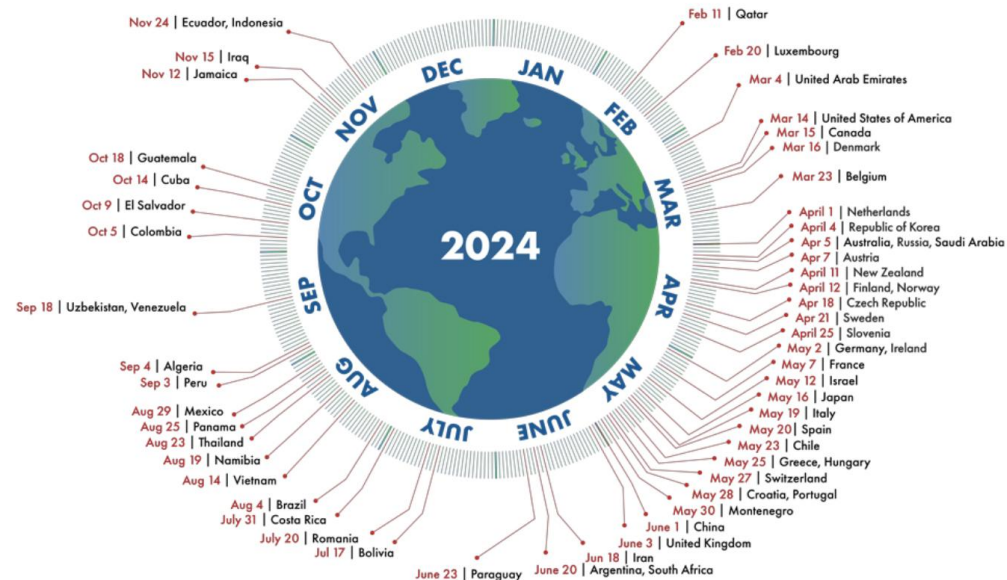 2024
JAN
FEB
MAR
APR
MAY
JUNE
JULY
AUG
SEP
OCT
NOV
DEC
Feb 11 | Qatar
Feb 20 | Luxembourg
Mar 4 | United Arab Emirates
Mar 14 | United States of America
Mar 15 | Canada
Mar 16 | Denmark
Mar 23 | Belgium
April 1 | Netherlands
April 4 | Republic of Korea
Apr 5 | Australia, Russia, Saudi Arabia
Apr 7 | Austria
April 11 | New Zealand
April 12 | Finland, Norway
Apr 18 | Czech Republic
Apr 21 | Sweden
April 25 | Slovenia
May 2 | Germany, Ireland
May 7 | France
May 12 | Israel
May 16 | Japan
May 19 | Italy
May 20| Spain
May 23 | Chile
May 25 | Greece, Hungary
May 27 | Switzerland
May 28 | Croatia, Portugal
May 30 | Montenegro
June 1 | China
June 3 | United Kingdom
Jun 18 | Iran
June 20 | Argentina, South Africa
June 23 | Paraguay
Jul 17 | Bolivia
July 20 | Romania
July 31 | Costa Rica
Aug 4 | Brazil
Aug 14 | Vietnam
Aug 19 | Namibia
Aug 23 | Thailand
Aug 25 | Panama
Aug 29 | Mexico
Sep 3 | Peru
Sep 4 | Algeria
Sep 18 | Uzbekistan, Venezuela
Oct 5 | Colombia
Oct 9 | El Salvador
Oct 14 | Cuba
Oct 18 | Guatemala
Nov 12 | Jamaica
Nov 15 | Iraq
Nov 24 | Ecuador, Indonesia